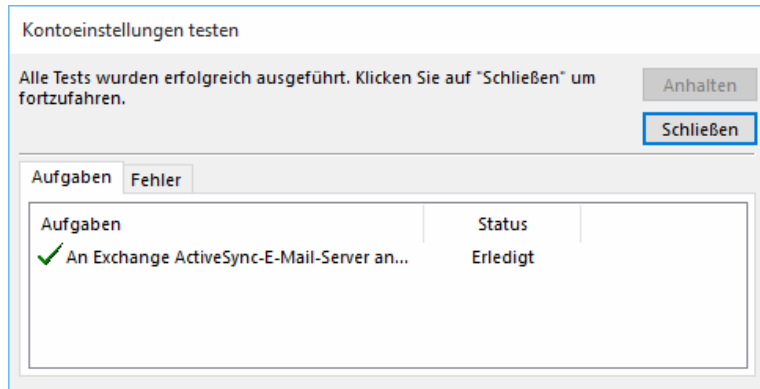 Kontoeinstellungen testen
Alle Tests wurden erfolgreich ausgeführt. Klicken Sie auf "Schließen" um
fortzufahren.
Anhalten
Schließen
Aufgaben Fehler
Aufgaben Status
An Exchange ActiveSync-E-Mail-Server an... Erledigt